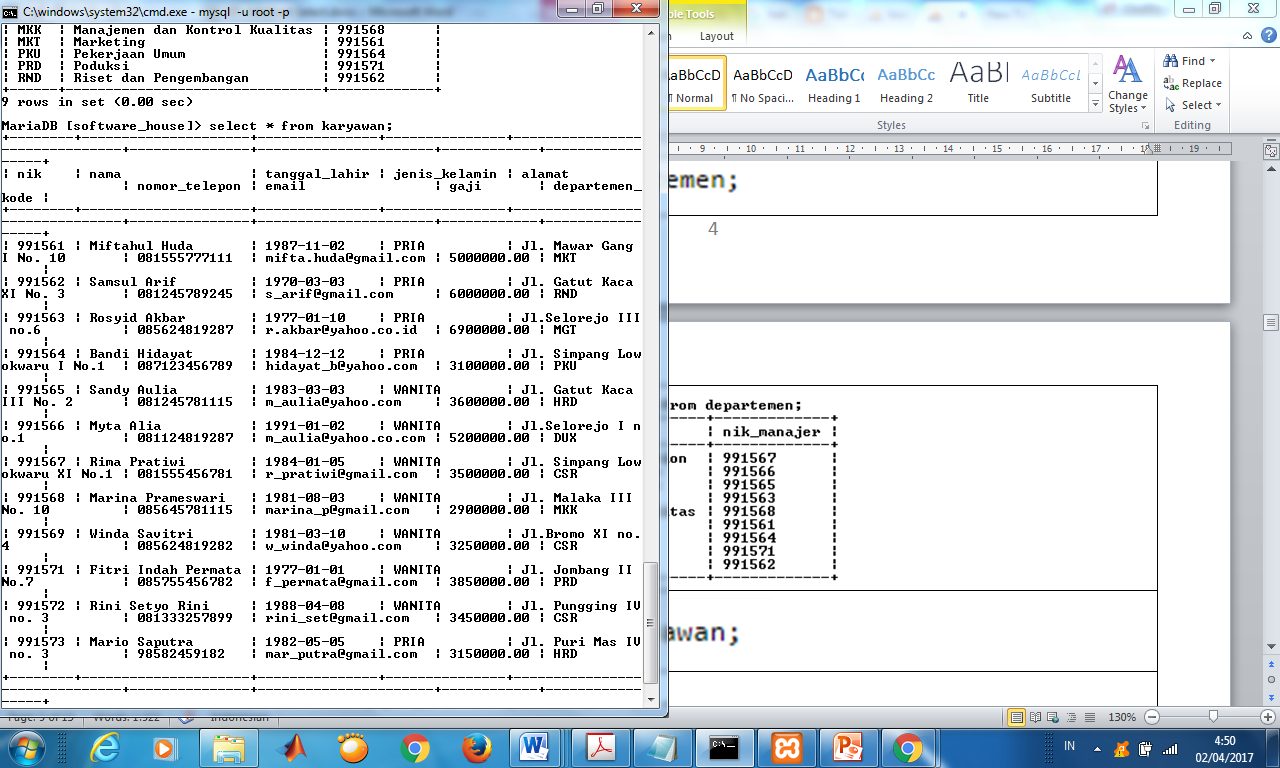 C:\windows\system32\cmd.exe - mysql  -u root -p
| MKK  | Manajemen dan Kontrol Kualitas | 991568      |
| MKT  | Marketing                      | 991561      |
| PKU  | Pekerjan Umum                  | 991564      |
| PRD  | Poduksi                        | 991571      |
| RND  | Riset dan Pengembangan         | 991562      |
9 rows in set (0.00 sec)
MariaDB [software_house]> select * from karyawan;
| nik    | nama                | tanggal_lahir | jenis_kelamin | alamat
| nomor_telepon | email                | gaji       | departemen_
kode |
| 991561 | Miftahul Huda       | 1987-11-02    | PRIA          | Jl. Mawar Gang
I No. 10       | 081555777111  | mifta.huda@gmail.com | 5000000.00 | MKT
|
| 991562 | Samsul Arif         | 1970-03-03    | PRIA          | Jl. Gatut Kaca
XI No. 3       | 081245789245  | s_arif@gmail.com     | 6000000.00 | RND
|
| 991563 | Rosyid Akbar        | 1977-01-10    | PRIA          | Jl.Selorejo III
no.6          | 085624819287  | r.akbar@yahoo.co.id  | 6900000.00 | MGT
|
| 991564 | Bandi Hidayat       | 1984-12-12    | PRIA          | Jl. Simpang Low
okwaru I No.1  | 087123456789  | hidayat_b@yahoo.com  | 3100000.00 | PKU
|
| 991565 | Sandy Aulia         | 1983-03-03    | WANITA        | Jl. Gatut Kaca
III No. 2      | 081245781115  | m_aulia@yahoo.com    | 3600000.00 | HRD
|
| 991566 | Myta Alia           | 1991-01-02    | WANITA        | Jl.Selorejo I n
o.1            | 081124819287  | m_aulia@yahoo.co.com | 5200000.00 | DUX
|
| 991567 | Rima Pratiwi        | 1984-01-05    | WANITA        | Jl. Simpang Low
okwaru XI No.1 | 081555456781  | r_pratiwi@gmail.com  | 3500000.00 | CSR
|
| 991568 | Marina Prameswari   | 1981-08-03    | WANITA        | Jl. Malaka III
No. 10         | 085645781115  | marina_p@gmail.com   | 2900000.00 | MKK
|
| 991569 | Winda Savitri       | 1981-03-10    | WANITA        | Jl.Bromo XI no.
4              | 085624819282  | w_winda@yahoo.com    | 3250000.00 | CSR
|
| 991571 | Fitri Indah Permata | 1977-01-01    | WANITA        | Jl. Jombang II
No.7           | 085755456782  | f_permata@gmail.com  | 3850000.00 | PRD
|
| 991572 | Rini Setyo Rini     | 1988-04-08    | WANITA        | Jl. Pungging IV
no. 3         | 081333257899  | rini_set@gmail.com   | 3450000.00 | CSR
|
| 991573 | Mario Saputra       | 1982-05-05    | PRIA          | Jl. Puri Mas IV
no. 3         | 98582459182   | mar_putra@gmail.com  | 3150000.00 | HRD
|
ble Tools
Layout
AaBbCcD AaBbCcD AaBbCc AaBbCc AaBl AaBbCcL
Normal ¶ No Spaci... Heading 1 Heading 2 Title Subtitle
Change Styles
Find
Replace
Select
Styles
Editing
9 10 11 12 13 14 15 16 17 18 19
emen;
4
rom departemen;
| nik_manajer |
on   | 991567      |
| 991566      |
| 991565      |
| 991563      |
tas | 991568      |
| 991561      |
| 991564      |
| 991571      |
| 991562      |
awan;
130%
IN
4:50
02/04/2017